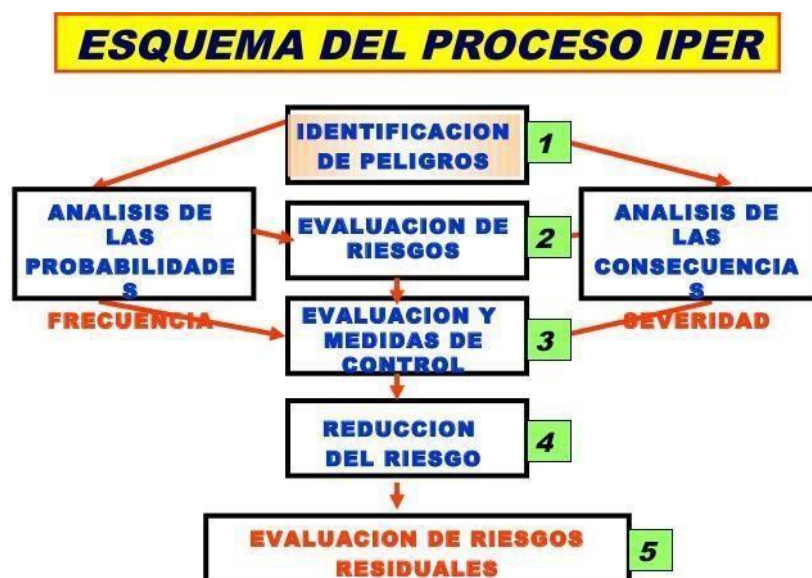 ESQUEMA DEL PROCESO IPER
IDENTIFICACION
DE PELIGROS
1
ANALISIS DE
LAS
PROBABILIDADE
S
FRECUENCIA
EVALUACION DE
RIESGOS
2
ANALISIS DE
LAS
CONSECUENCIA
S
SEVERIDAD
EVALUACION Y
MEDIDAS DE
CONTROL
3
REDUCCION
DEL RIESGO
4
EVALUACION DE RIESGOS
RESIDUALES
5